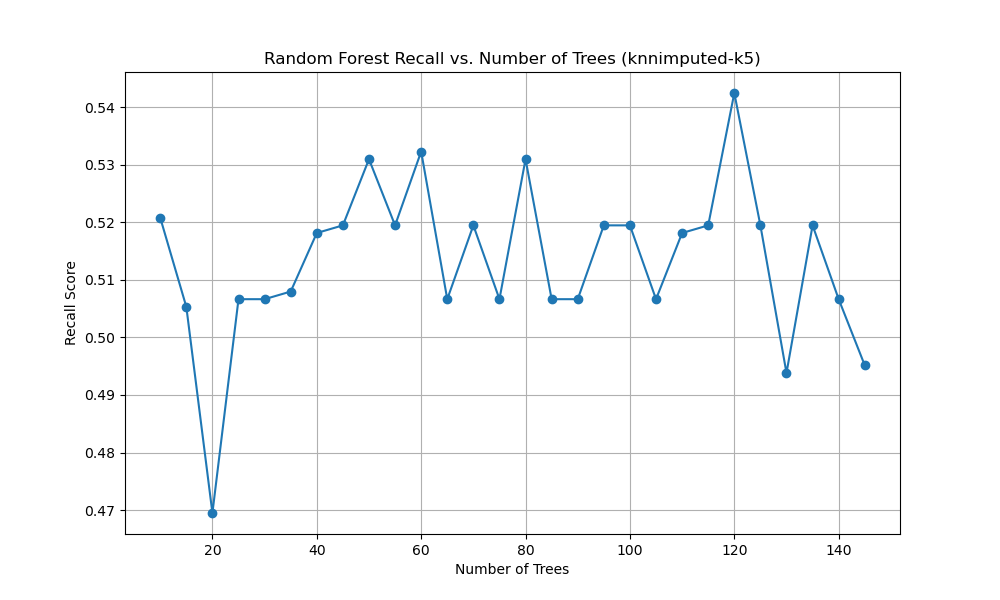 Random Forest Recall vs. Number of Trees (knnimputed-k5)
0.54
0.53
0.52
0.51
0.50
0.49
0.48
0.47
Recall Score
20 40 60 80 100 120 140
Number of Trees